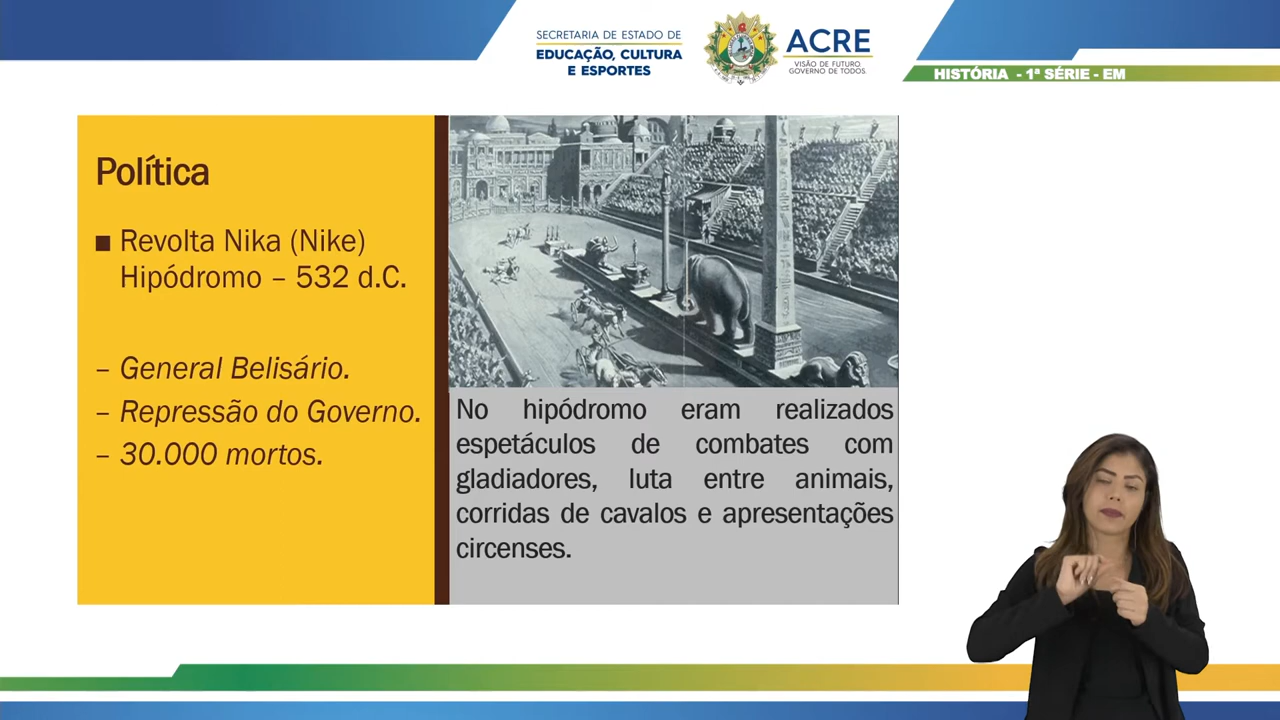 SECRETARIA DE ESTADO DE
EDUCAÇÃO, CULTURA
E ESPORTES
ACRE
VISÃO DE FUTURO.
GOVERNO DE TODOS.
HISTÓRIA - 1ª SÉRIE - EM
Política
■ Revolta Nika (Nike)
Hipódromo – 532 d.C.
– General Belisário.
– Repressão do Governo.
– 30.000 mortos.
No hipódromo eram realizados
espetáculos de combates com
gladiadores, luta entre animais,
corridas de cavalos e apresentações
circenses.